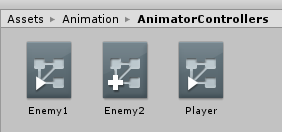 Assets ▸ Animation ▸ AnimatorControllers
Enemy1 Enemy2 Player